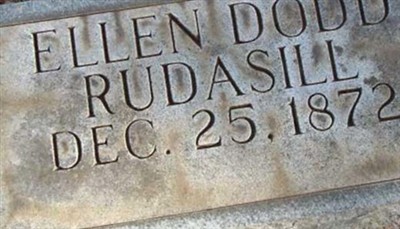 ELLEN DODD
RUDASILL
DEC. 25, 1872